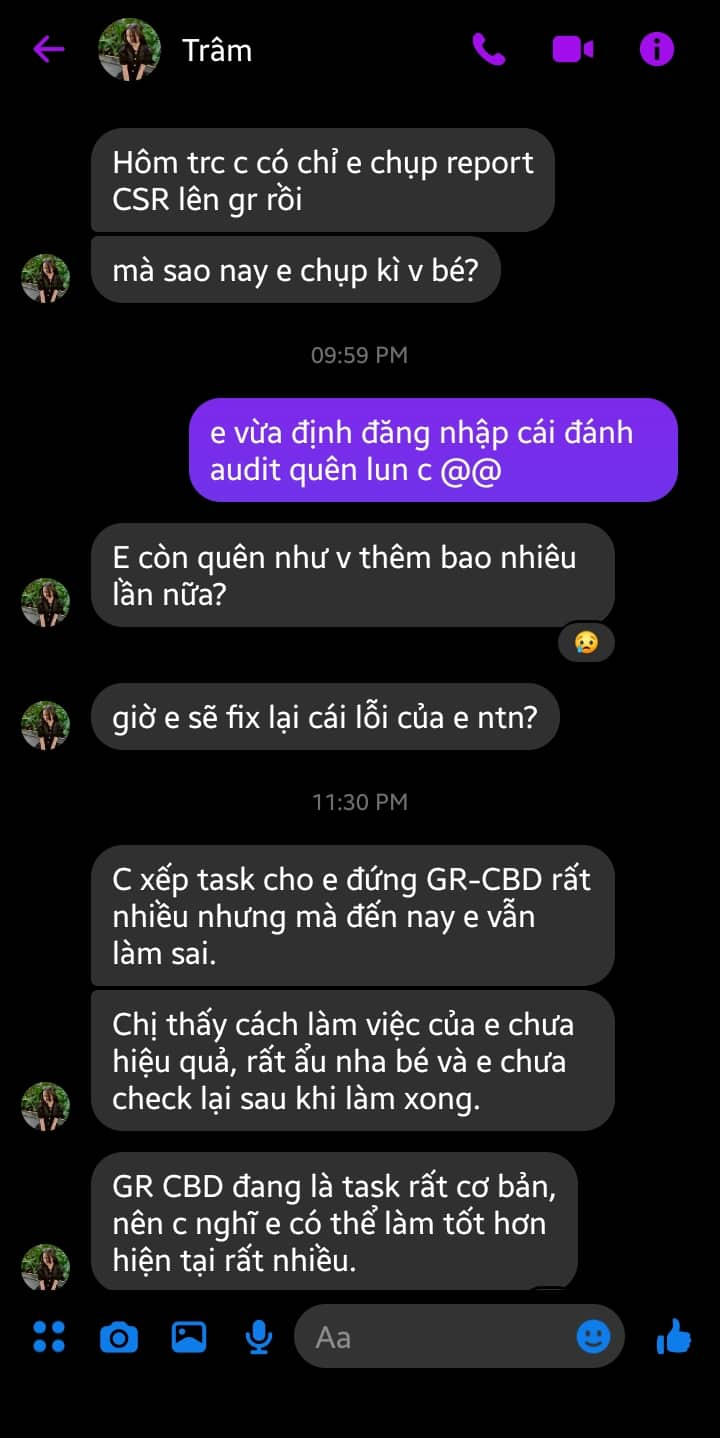 Trâm
Hôm trc c có chỉ e chụp report
CSR lên gr rồi
mà sao nay e chụp kì v bé?
09:59 PM
e vừa định đăng nhập cái đánh
audit quên lun c @@
E còn quên như v thêm bao nhiêu
lần nữa?
giờ e sẽ fix lại cái lỗi của e ntn?
11:30 PM
C xếp task cho e đứng GR-CBD rất
nhiều nhưng mà đến nay e vẫn
làm sai.
Chị thấy cách làm việc của e chưa
hiệu quả, rất ẩu nha bé và e chưa
check lại sau khi làm xong.
GR CBD đang là task rất cơ bản,
nên c nghĩ e có thể làm tốt hơn
hiện tại rất nhiều.
Aa